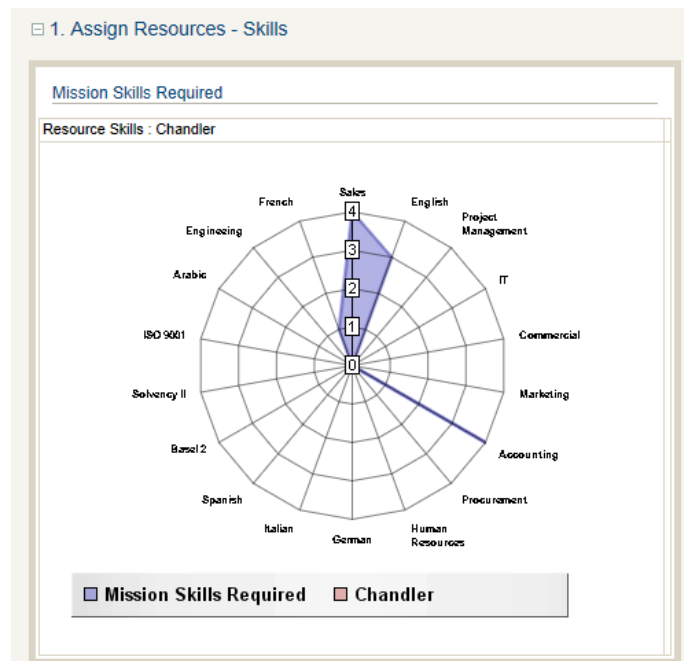 1. Assign Resources - Skills
Mission Skills Required
Resource Skills : Chandler
Sales
French
English
Engineeing
Project
Management
Arabic
IT
ISO 9001
Commercial
Solvency II
Marketing
Basel 2
Accounting
Spanish
Procurement
Italian
German
Human
Resources
4
3
2
1
0
Mission Skills Required
Chandler